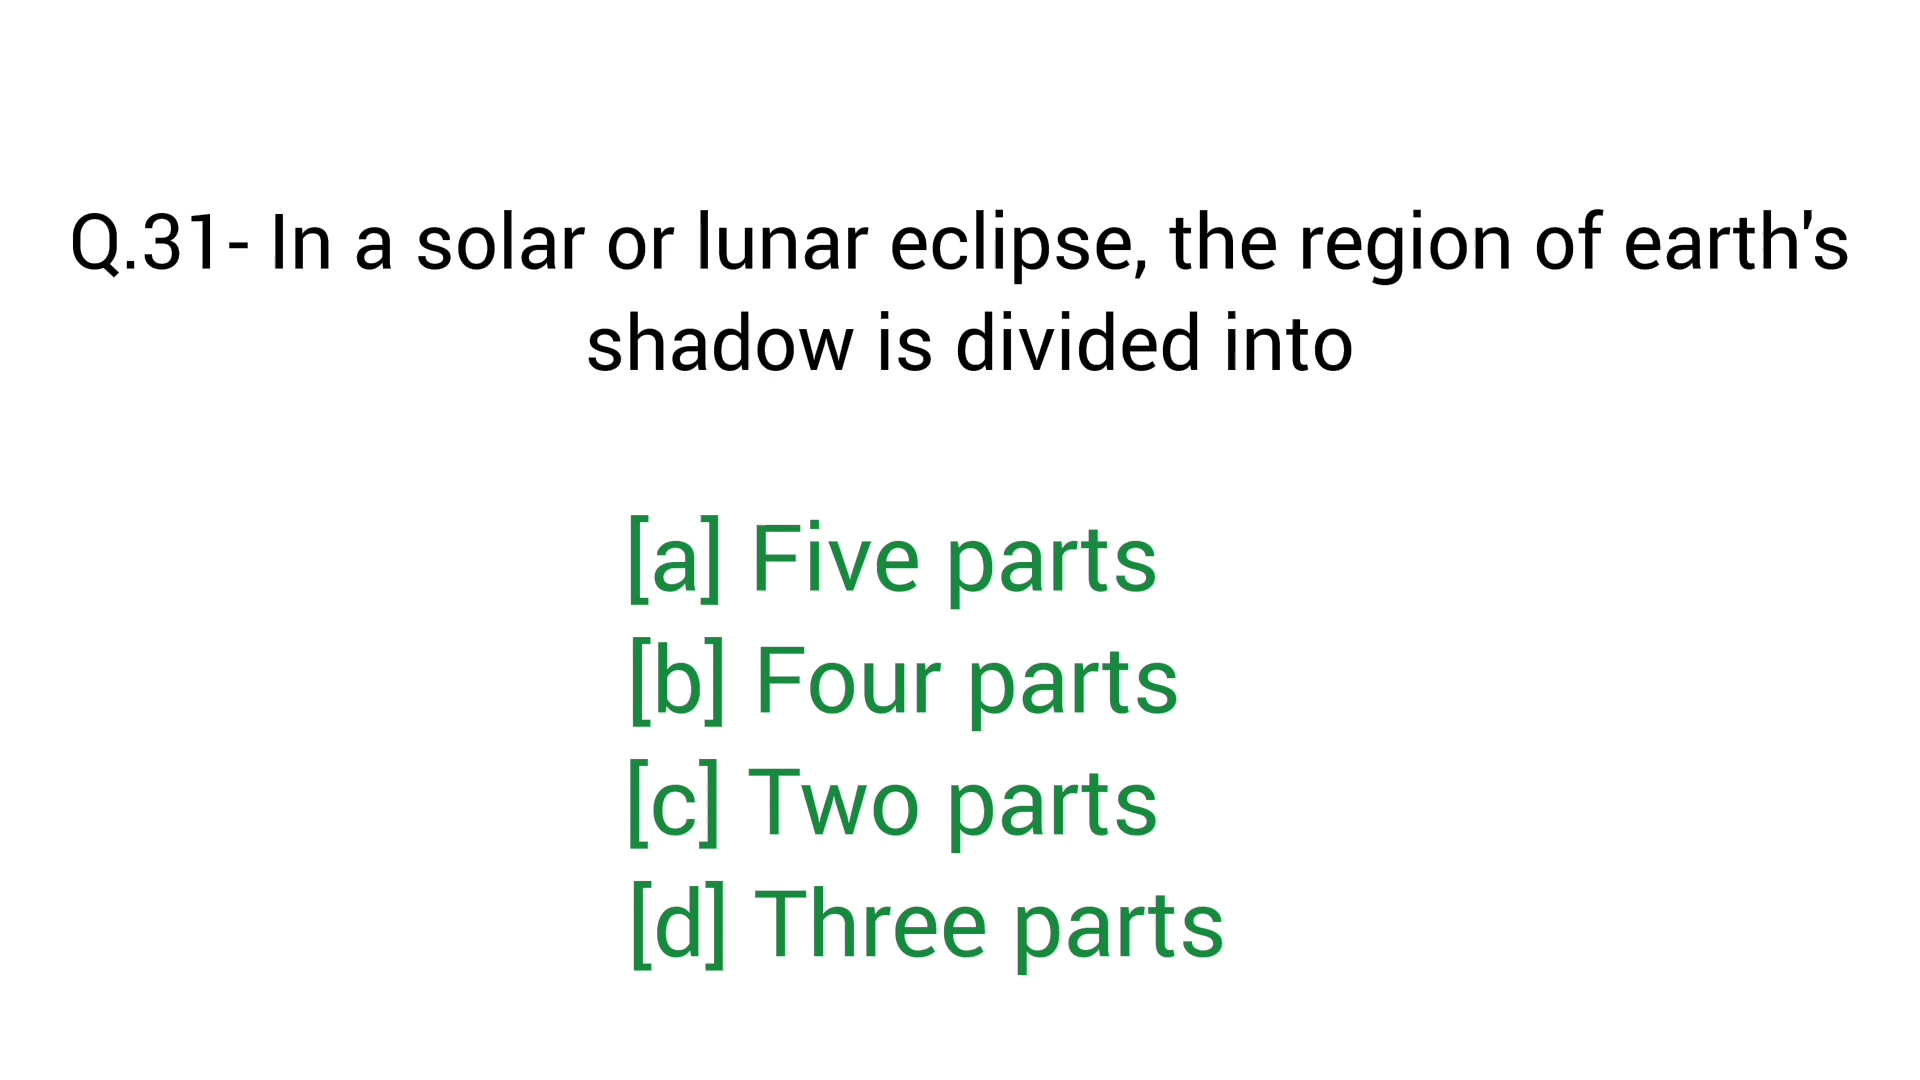 Q.31- In a solar or lunar eclipse, the region of earth's
shadow is divided into
[a] Five parts
[b] Four parts
[c] Two parts
[d] Three parts